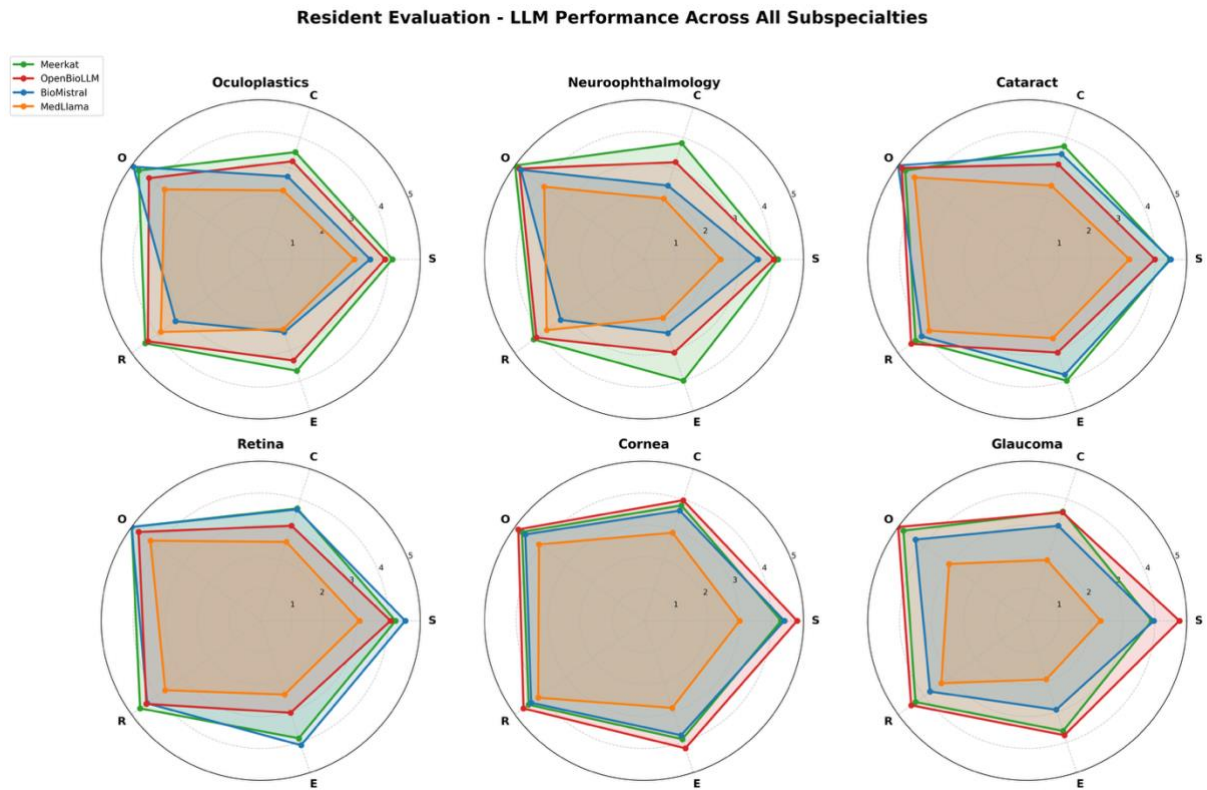 Resident Evaluation - LLM Performance Across All Subspecialties
Meerkat
OpenBioLLM
BioMistral
MedLlama
Oculoplastics
C
O
S
R
E
1
2
3
4
5
Neuroophthalmology
C
O
S
R
E
1
2
3
4
5
Cataract
C
O
S
R
E
1
2
3
4
5
Retina
C
O
S
R
E
1
2
3
4
5
Cornea
C
O
S
R
E
1
2
3
4
5
Glaucoma
C
O
S
R
E
1
2
3
4
5